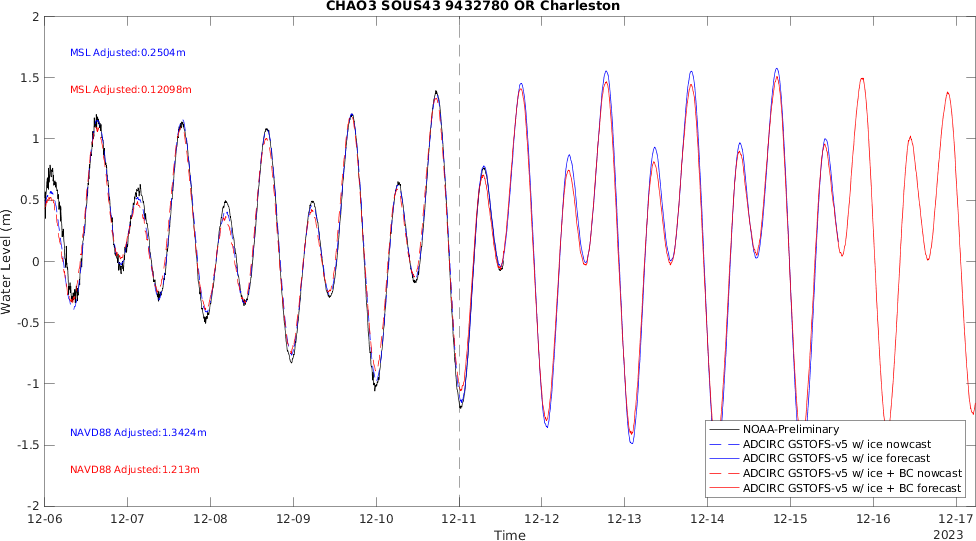 CHAO3 SOUS43 9432780 OR Charleston
MSL Adjusted:0.2504m
MSL Adjusted:0.12098m
NAVD88 Adjusted:1.3424m
NAVD88 Adjusted:1.213m
Water Level (m)
2
1.5
1
0.5
0
-0.5
-1
-1.5
-2
NOAA-Preliminary
ADCIRC GSTOFS-v5 w/ ice nowcast
ADCIRC GSTOFS-v5 w/ ice forecast
ADCIRC GSTOFS-v5 w/ ice + BC nowcast
ADCIRC GSTOFS-v5 w/ ice + BC forecast
12-06 12-07 12-08 12-09 12-10 12-11 12-12 12-13 12-14 12-15 12-16 12-17
Time
2023